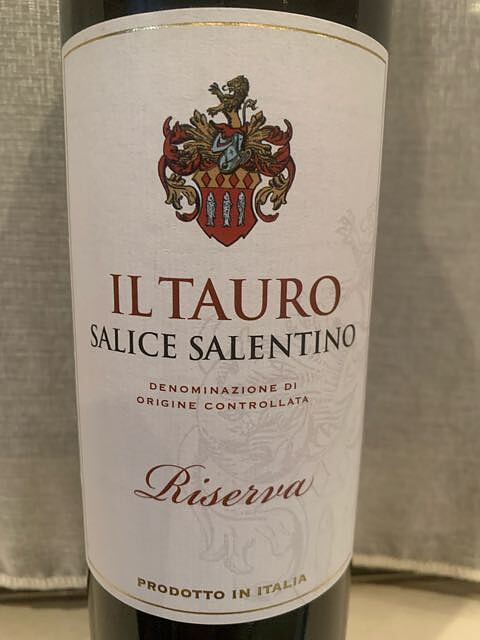 IL TAURO
SALICE SALENTINO
DENOMINAZIONE DI
ORIGINE CONTROLLATA
Riserva
PRODOTTO IN ITALIA